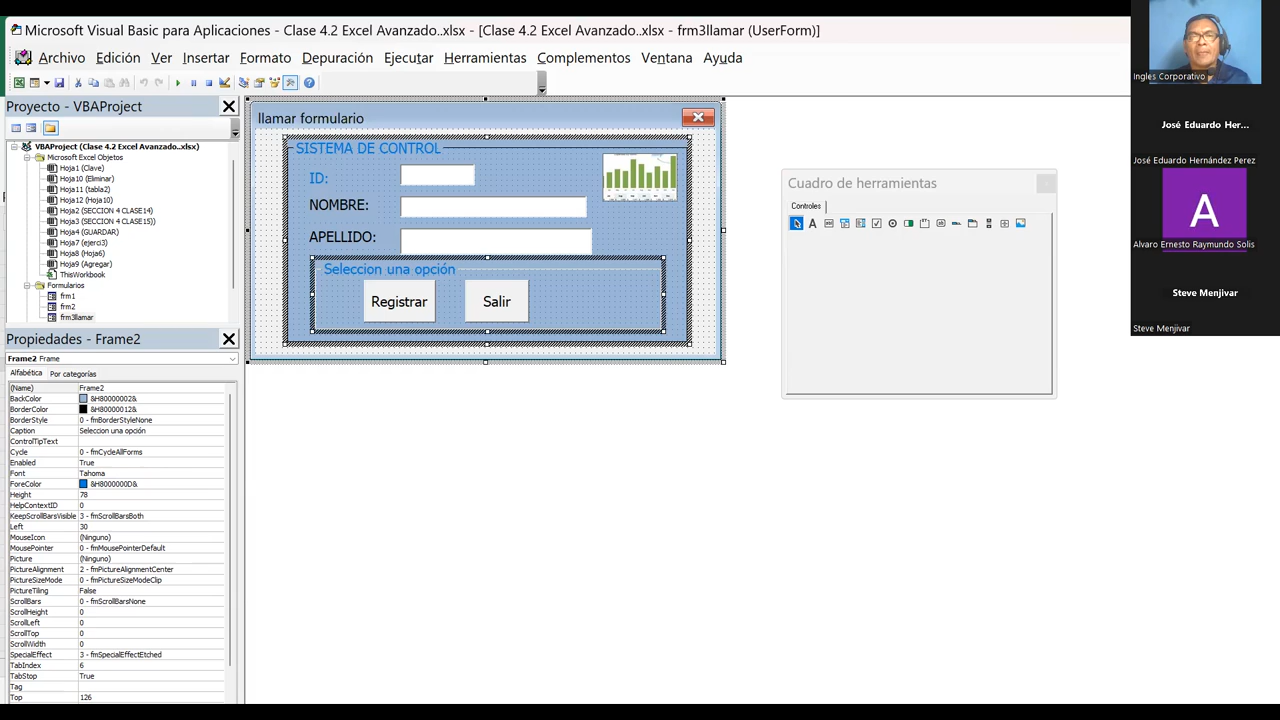 Microsoft Visual Basic para Aplicaciones - Clase 4.2 Excel Avanzado..xlsx - [Clase 4.2 Excel Avanzado..xlsx - frm3llamar (UserForm)]
Archivo Edición Ver Insertar Formato Depuración Ejecutar Herramientas Complementos Ventana Ayuda
Proyecto - VBAProject
VBAProject (Clase 4.2 Excel Avanzado..xlsx)
Microsoft Excel Objetos
Hoja1 (Clave)
Hoja10 (Eliminar)
Hoja11 (tabla2)
Hoja12 (Hoja10)
Hoja2 (SECCION 4 CLASE14)
Hoja3 (SECCION 4 CLASE15))
Hoja4 (GUARDAR)
Hoja7 (ejerci3)
Hoja8 (Hoja6)
Hoja9 (Agregar)
ThisWorkbook
Formularios
frm1
frm2
frm3llamar
Propiedades - Frame2
Frame2 Frame
Alfabética Por categorías
(Name) Frame2
BackColor &H80000002&
BorderColor &H80000012&
BorderStyle 0 - fmBorderStyleNone
Caption Seleccion una opción
ControlTipText
Cycle 0 - fmCycleAllForms
Enabled True
Font Tahoma
ForeColor &H8000000D&
Height 78
HelpContextID 0
KeepScrollBarsVisible 3 - fmScrollBarsBoth
Left 30
MouseIcon (Ninguno)
MousePointer 0 - fmMousePointerDefault
Picture (Ninguno)
PictureAlignment 2 - fmPictureAlignmentCenter
PictureSizeMode 0 - fmPictureSizeModeClip
PictureTiling False
ScrollBars 0 - fmScrollBarsNone
ScrollHeight 0
ScrollLeft 0
ScrollTop 0
ScrollWidth 0
SpecialEffect 3 - fmSpecialEffectEtched
TabIndex 6
TabStop True
Tag
Top 126
llamar formulario
SISTEMA DE CONTROL
ID:
NOMBRE:
APELLIDO:
Seleccion una opción
Registrar Salir
Cuadro de herramientas
Controles
Ingles Corporativo
José Eduardo Her...
José Eduardo Hernández Perez
A
Alvaro Ernesto Raymundo Solis
Steve Menjivar
Steve Menjivar